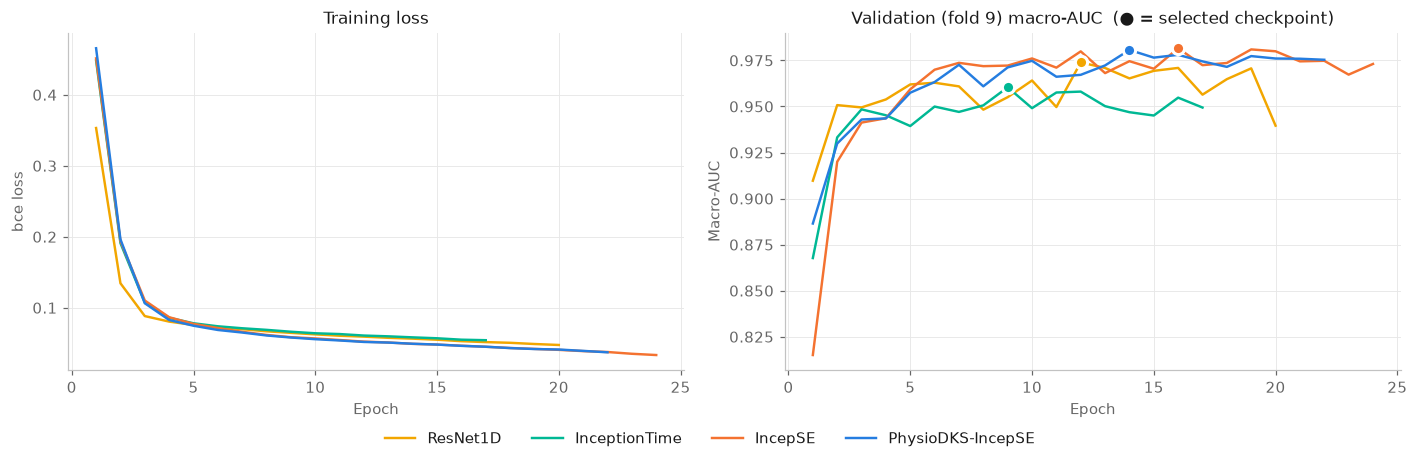 Training loss
bce loss
0.4
0.3
0.2
0.1
0 5 10 15 20 25
Epoch
Validation (fold 9) macro-AUC (● = selected checkpoint)
Macro-AUC
0.975
0.950
0.925
0.900
0.875
0.850
0.825
0 5 10 15 20 25
Epoch
ResNet1D InceptionTime IncepSE PhysioDKS-IncepSE